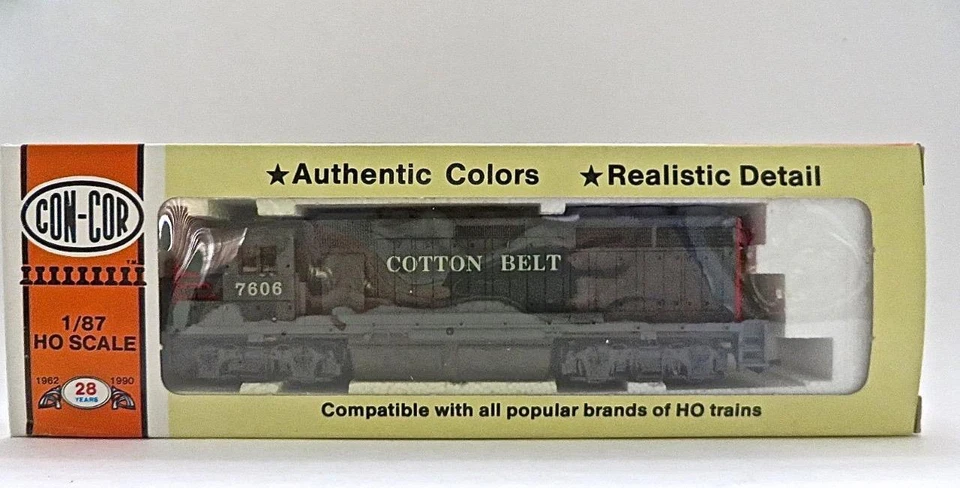 ★Authentic Colors ★Realistic Detail
CON-COR
TM
COTTON BELT
7606
1/87
HO SCALE
1962 28 1990
YEARS
Compatible with all popular brands of HO trains